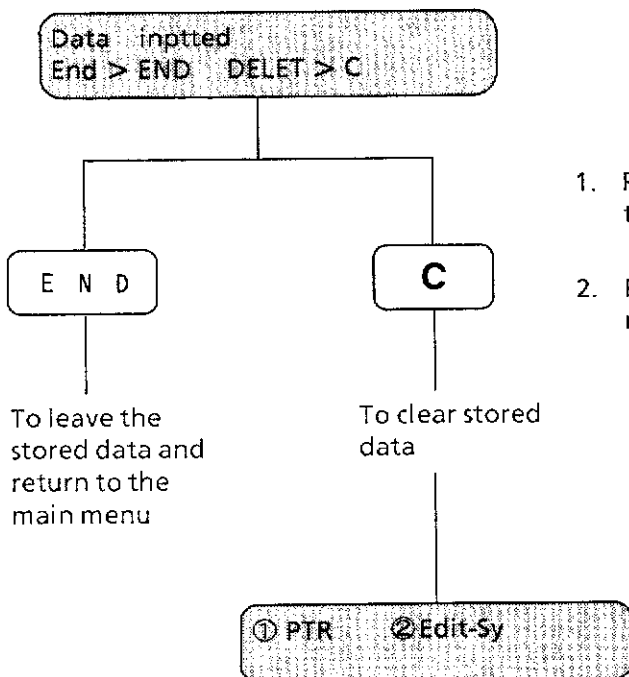 Data inptted
End > END DELET > C
1.
2.
E N D
C
To leave the
stored data and
return to the
main menu
To clear stored
data
① PTR ②Edit-Sy